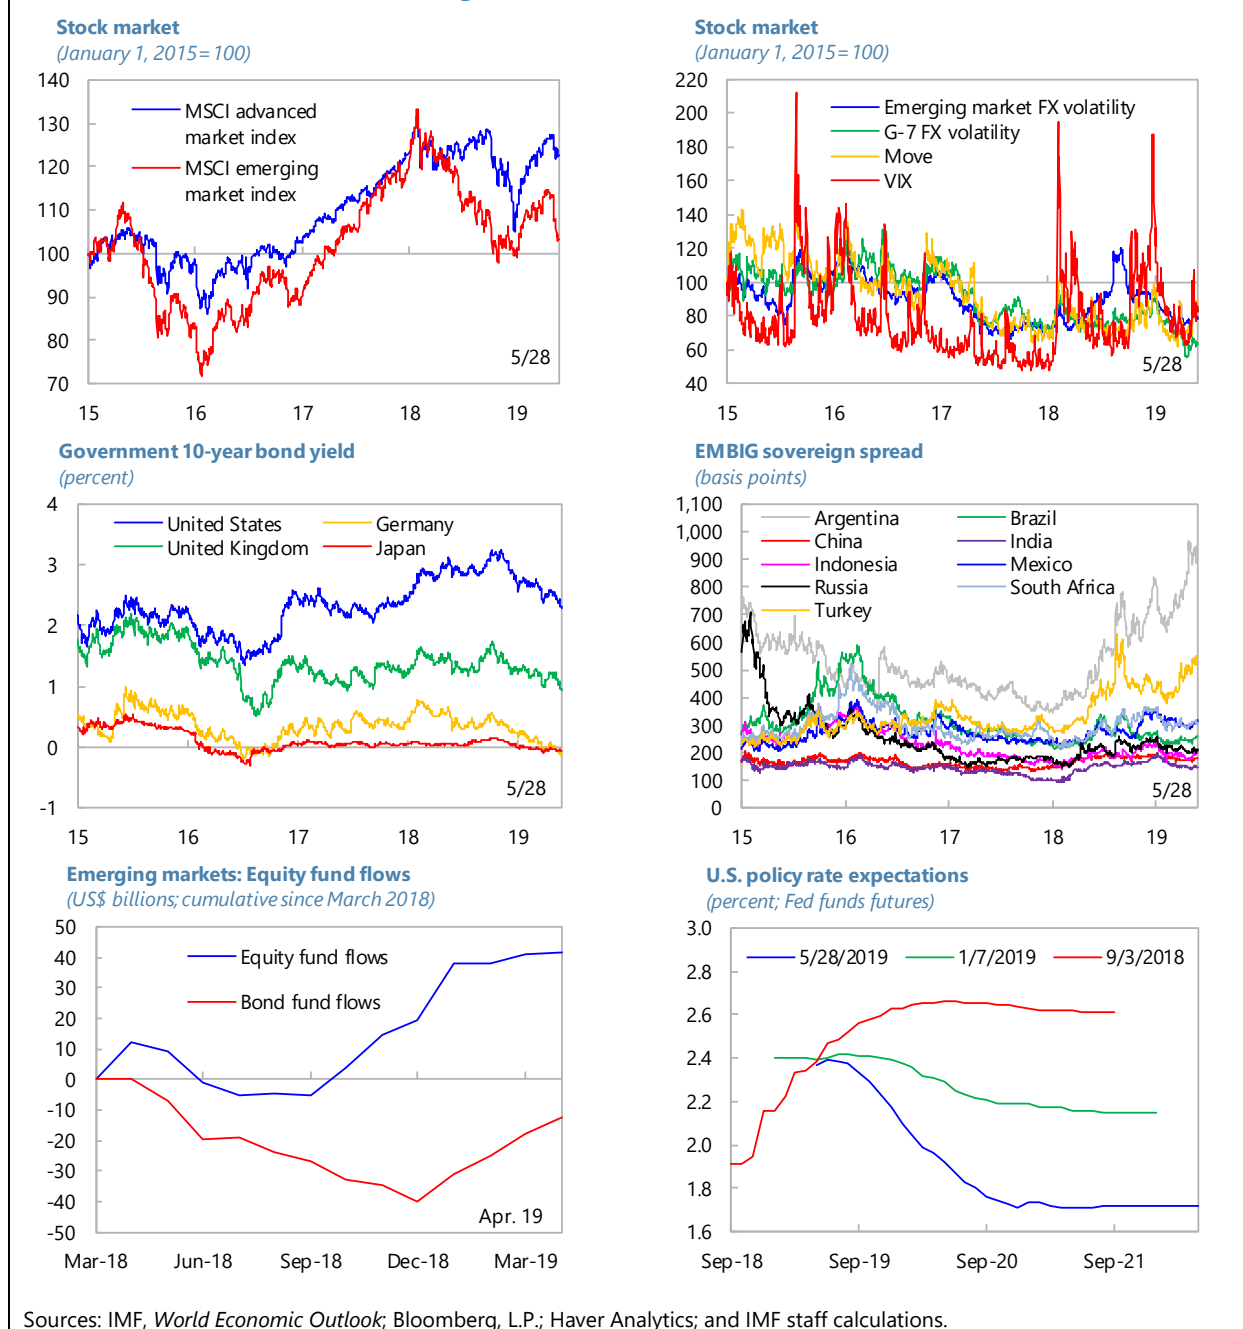 Stock market
(January 1, 2015=100)
140
130
120
110
100
90
80
70
MSCI advanced
market index
MSCI emerging
market index
5/28
15 16 17 18 19
Stock market
(January 1, 2015=100)
220
200
180
160
140
120
100
80
60
40
Emerging market FX volatility
G-7 FX volatility
Move
VIX
5/28
15 16 17 18 19
Government 10-year bond yield
(percent)
4
3
2
1
0
-1
United States Germany
United Kingdom Japan
5/28
15 16 17 18 19
EMBIG sovereign spread
(basis points)
1,100
1,000
900
800
700
600
500
400
300
200
100
0
Argentina Brazil
China India
Indonesia Mexico
Russia South Africa
Turkey
5/28
15 16 17 18 19
Emerging markets: Equity fund flows
(US$ billions; cumulative since March 2018)
50
40
30
20
10
0
-10
-20
-30
-40
-50
Equity fund flows
Bond fund flows
Apr. 19
Mar-18 Jun-18 Sep-18 Dec-18 Mar-19
U.S. policy rate expectations
(percent; Fed funds futures)
3.0
2.8
2.6
2.4
2.2
2.0
1.8
1.6
5/28/2019 1/7/2019 9/3/2018
Sep-18 Sep-19 Sep-20 Sep-21
Sources: IMF, World Economic Outlook; Bloomberg, L.P.; Haver Analytics; and IMF staff calculations.